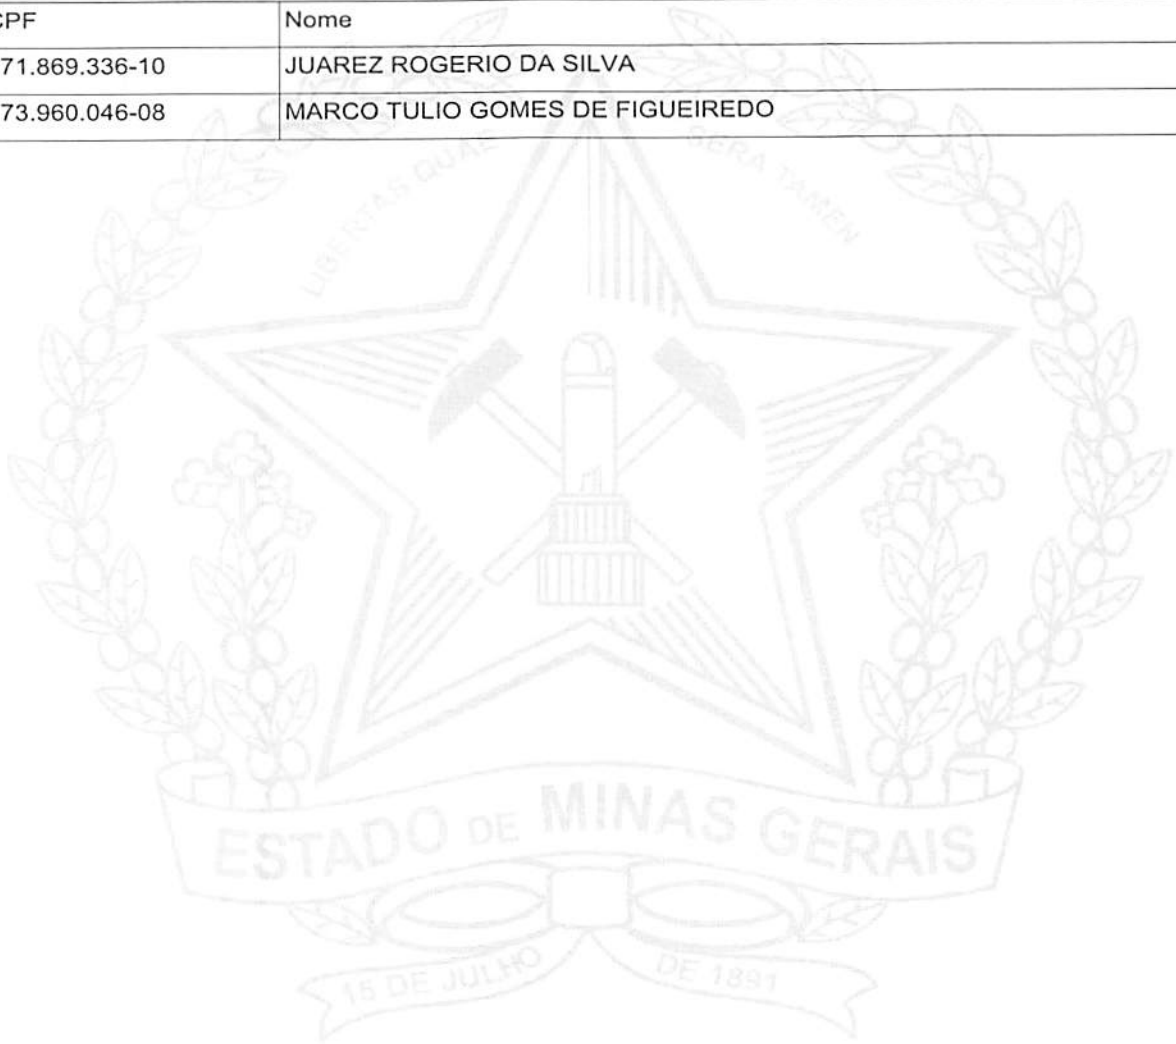 CPF Nome
71.869.336-10 JUAREZ ROGERIO DA SILVA
73.960.046-08 MARCO TULIO GOMES DE FIGUEIREDO
LIBERTAS QUAE SERA TAMEN
ESTADO DE MINAS GERAIS
15 DE JULHO DE 1891